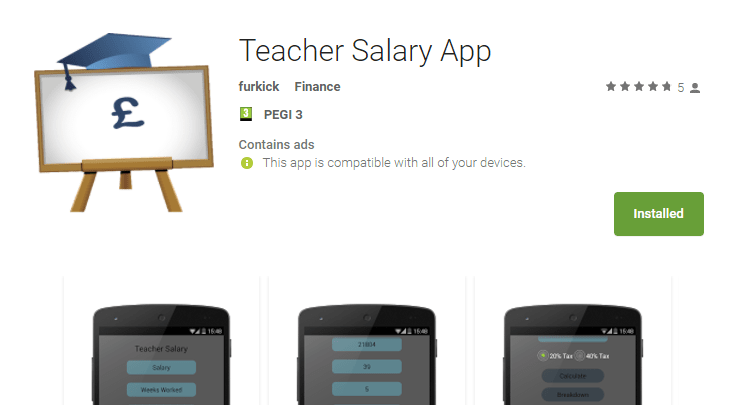 Teacher Salary App
furkick Finance 5
3 PEGI 3
Contains ads
This app is compatible with all of your devices.
Installed
£
15:48
Teacher Salary
Salary
Weeks Worked
15:48
21804
39
5
15:48
20% Tax 40% Tax
Calculate
Breakdown